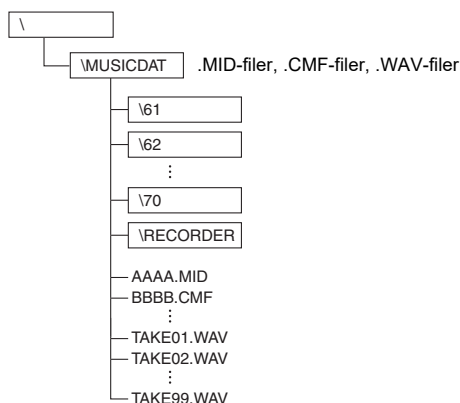 \
\MUSICDAT .MID-filer, .CMF-filer, .WAV-filer
\61
\62
⋮
\70
\RECORDER
AAAA.MID
BBBB.CMF
⋮
TAKE01.WAV
TAKE02.WAV
⋮
TAKE99.WAV